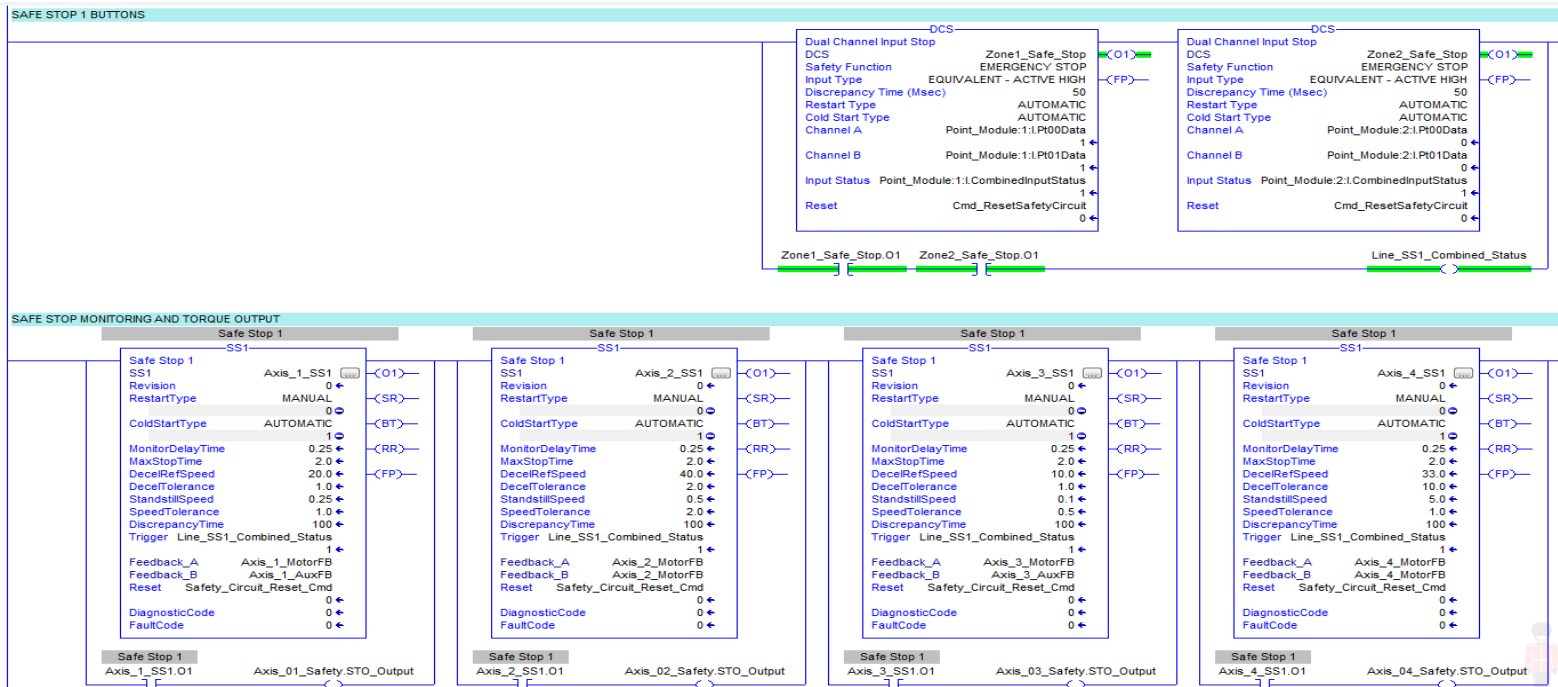 SAFE STOP 1 BUTTONS
DCS
Dual Channel Input Stop
DCS Zone1_Safe_Stop (O1)
Safety Function EMERGENCY STOP
Input Type EQUIVALENT - ACTIVE HIGH (FP)
Discrepancy Time (Msec) 50
Restart Type AUTOMATIC
Cold Start Type AUTOMATIC
Channel A Point_Module:1:I.Pt00Data
1
Channel B Point_Module:1:I.Pt01Data
1
Input Status Point_Module:1:I.CombinedInputStatus
1
Reset Cmd_ResetSafetyCircuit
0
DCS
Dual Channel Input Stop
DCS Zone2_Safe_Stop (O1)
Safety Function EMERGENCY STOP
Input Type EQUIVALENT - ACTIVE HIGH (FP)
Discrepancy Time (Msec) 50
Restart Type AUTOMATIC
Cold Start Type AUTOMATIC
Channel A Point_Module:2:I.Pt00Data
0
Channel B Point_Module:2:I.Pt01Data
0
Input Status Point_Module:2:I.CombinedInputStatus
1
Reset Cmd_ResetSafetyCircuit
0
Zone1_Safe_Stop.O1 Zone2_Safe_Stop.O1 Line_SS1_Combined_Status
SAFE STOP MONITORING AND TORQUE OUTPUT
Safe Stop 1
SS1
Safe Stop 1
SS1 Axis_1_SS1 ... (O1)
Revision 0
RestartType MANUAL (SR)
0
ColdStartType AUTOMATIC (BT)
1
MonitorDelayTime 0.25 (RR)
MaxStopTime 2.0
DecelRefSpeed 20.0 (FP)
DecelTolerance 1.0
StandstillSpeed 0.25
SpeedTolerance 1.0
DiscrepancyTime 100
Trigger Line_SS1_Combined_Status
1
Feedback_A Axis_1_MotorFB
Feedback_B Axis_1_AuxFB
Reset Safety_Circuit_Reset_Cmd
0
DiagnosticCode 0
FaultCode 0
Safe Stop 1
Axis_1_SS1.O1 Axis_01_Safety.STO_Output
Safe Stop 1
SS1
Safe Stop 1
SS1 Axis_2_SS1 ... (O1)
Revision 0
RestartType MANUAL (SR)
0
ColdStartType AUTOMATIC (BT)
1
MonitorDelayTime 0.25 (RR)
MaxStopTime 2.0
DecelRefSpeed 40.0 (FP)
DecelTolerance 2.0
StandstillSpeed 0.5
SpeedTolerance 2.0
DiscrepancyTime 100
Trigger Line_SS1_Combined_Status
1
Feedback_A Axis_2_MotorFB
Feedback_B Axis_2_MotorFB
Reset Safety_Circuit_Reset_Cmd
0
DiagnosticCode 0
FaultCode 0
Safe Stop 1
Axis_2_SS1.O1 Axis_02_Safety.STO_Output
Safe Stop 1
SS1
Safe Stop 1
SS1 Axis_3_SS1 ... (O1)
Revision 0
RestartType MANUAL (SR)
0
ColdStartType AUTOMATIC (BT)
1
MonitorDelayTime 0.25 (RR)
MaxStopTime 2.0
DecelRefSpeed 10.0 (FP)
DecelTolerance 1.0
StandstillSpeed 0.1
SpeedTolerance 0.5
DiscrepancyTime 100
Trigger Line_SS1_Combined_Status
1
Feedback_A Axis_3_MotorFB
Feedback_B Axis_3_AuxFB
Reset Safety_Circuit_Reset_Cmd
0
DiagnosticCode 0
FaultCode 0
Safe Stop 1
Axis_3_SS1.O1 Axis_03_Safety.STO_Output
Safe Stop 1
SS1
Safe Stop 1
SS1 Axis_4_SS1 ... (O1)
Revision 0
RestartType MANUAL (SR)
0
ColdStartType AUTOMATIC (BT)
1
MonitorDelayTime 0.25 (RR)
MaxStopTime 2.0
DecelRefSpeed 33.0 (FP)
DecelTolerance 10.0
StandstillSpeed 5.0
SpeedTolerance 1.0
DiscrepancyTime 100
Trigger Line_SS1_Combined_Status
1
Feedback_A Axis_4_MotorFB
Feedback_B Axis_4_MotorFB
Reset Safety_Circuit_Reset_Cmd
0
DiagnosticCode 0
FaultCode 0
Safe Stop 1
Axis_4_SS1.O1 Axis_04_Safety.STO_Output